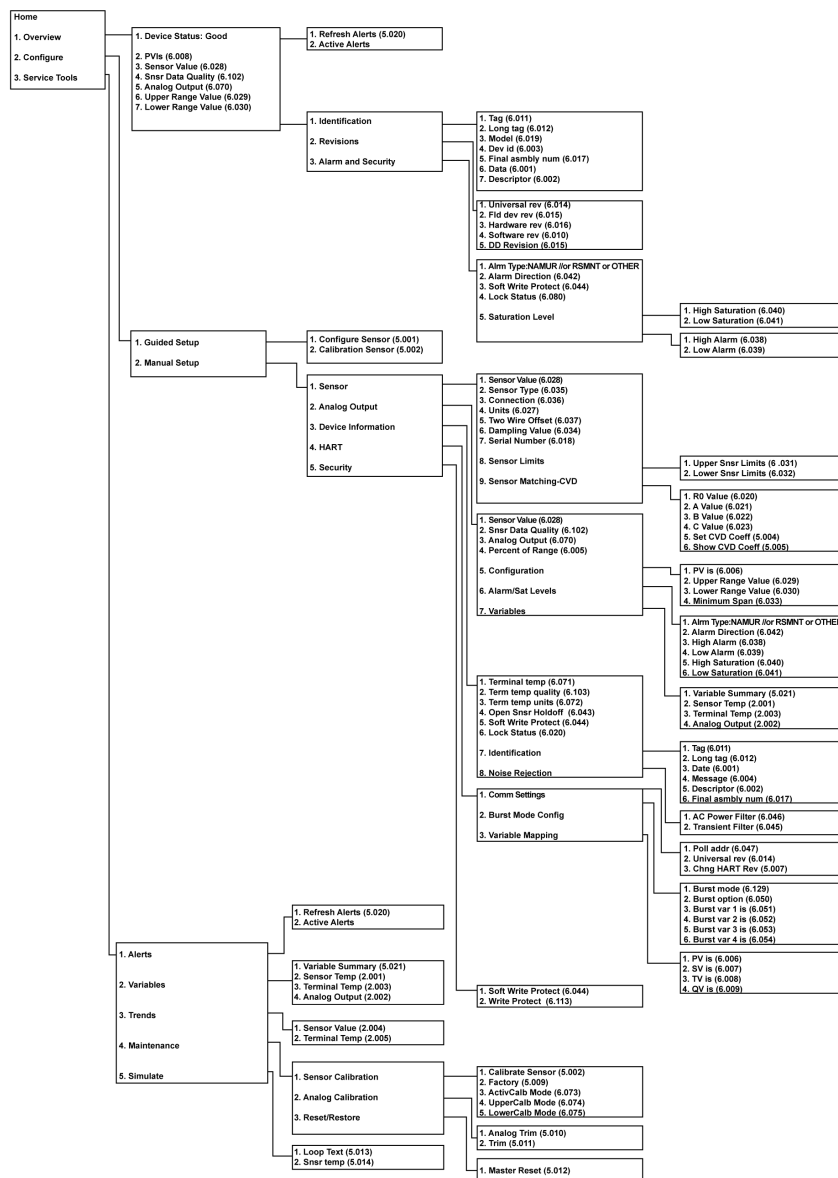 Home
1. Overview
2. Configure
3. Service Tools
1. Device Status: Good
2. PVIs (6.008)
3. Sensor Value (6.028)
4. Snsr Data Quality (6.102)
5. Analog Output (6.070)
6. Upper Range Value (6.029)
7. Lower Range Value (6.030)
1. Refresh Alerts (5.020)
2. Active Alerts
1. Identification
2. Revisions
3. Alarm and Security
1. Tag (6.011)
2. Long tag (6.012)
3. Model (6.019)
4. Dev id (6.003)
5. Final asmbly num (6.017)
6. Data (6.001)
7. Descriptor (6.002)
1. Universal rev (6.014)
2. Fld dev rev (6.015)
3. Hardware rev (6.016)
4. Software rev (6.010)
5. DD Revision (6.015)
1. Alrm Type:NAMUR //or RSMNT or OTHER
2. Alarm Direction (6.042)
3. Soft Write Protect (6.044)
4. Lock Status (6.080)
5. Saturation Level
1. High Saturation (6.040)
2. Low Saturation (6.041)
1. High Alarm (6.038)
2. Low Alarm (6.039)
1. Guided Setup
2. Manual Setup
1. Configure Sensor (5.001)
2. Calibration Sensor (5.002)
1. Sensor
2. Analog Output
3. Device Information
4. HART
5. Security
1. Sensor Value (6.028)
2. Sensor Type (6.035)
3. Connection (6.036)
4. Units (6.027)
5. Two Wire Offset (6.037)
6. Dampling Value (6.034)
7. Serial Number (6.018)
8. Sensor Limits
9. Sensor Matching-CVD
1. Upper Snsr Limits (6 .031)
2. Lower Snsr Limits (6.032)
1. R0 Value (6.020)
2. A Value (6.021)
3. B Value (6.022)
4. C Value (6.023)
5. Set CVD Coeff (5.004)
6. Show CVD Coeff (5.005)
1. Sensor Value (6.028)
2. Snsr Data Quality (6.102)
3. Analog Output (6.070)
4. Percent of Range (6.005)
5. Configuration
6. Alarm/Sat Levels
7. Variables
1. PV is (6.006)
2. Upper Range Value (6.029)
3. Lower Range Value (6.030)
4. Minimum Span (6.033)
1. Alrm Type:NAMUR //or RSMNT or OTHER
2. Alarm Direction (6.042)
3. High Alarm (6.038)
4. Low Alarm (6.039)
5. High Saturation (6.040)
6. Low Saturation (6.041)
1. Variable Summary (5.021)
2. Sensor Temp (2.001)
3. Terminal Temp (2.003)
4. Analog Output (2.002)
1. Terminal temp (6.071)
2. Term temp quality (6.103)
3. Term temp units (6.072)
4. Open Snsr Holdoff (6.043)
5. Soft Write Protect (6.044)
6. Lock Status (6.020)
7. Identification
8. Noise Rejection
1. Tag (6.011)
2. Long tag (6.012)
3. Date (6.001)
4. Message (6.004)
5. Descriptor (6.002)
6. Final asmbly num (6.017)
1. AC Power Filter (6.046)
2. Transient Filter (6.045)
1. Comm Settings
2. Burst Mode Config
3. Variable Mapping
1. Poll addr (6.047)
2. Universal rev (6.014)
3. Chng HART Rev (5.007)
1. Burst mode (6.129)
2. Burst option (6.050)
3. Burst var 1 is (6.051)
4. Burst var 2 is (6.052)
5. Burst var 3 is (6.053)
6. Burst var 4 is (6.054)
1. PV is (6.006)
2. SV is (6.007)
3. TV is (6.008)
4. QV is (6.009)
1. Soft Write Protect (6.044)
2. Write Protect (6.113)
1. Alerts
2. Variables
3. Trends
4. Maintenance
5. Simulate
1. Refresh Alerts (5.020)
2. Active Alerts
1. Variable Summary (5.021)
2. Sensor Temp (2.001)
3. Terminal Temp (2.003)
4. Analog Output (2.002)
1. Sensor Value (2.004)
2. Terminal Temp (2.005)
1. Sensor Calibration
2. Analog Calibration
3. Reset/Restore
1. Calibrate Sensor (5.002)
2. Factory (5.009)
3. ActivCalb Mode (6.073)
4. UpperCalb Mode (6.074)
5. LowerCalb Mode (6.075)
1. Analog Trim (5.010)
2. Trim (5.011)
1. Master Reset (5.012)
1. Loop Text (5.013)
2. Snsr temp (5.014)